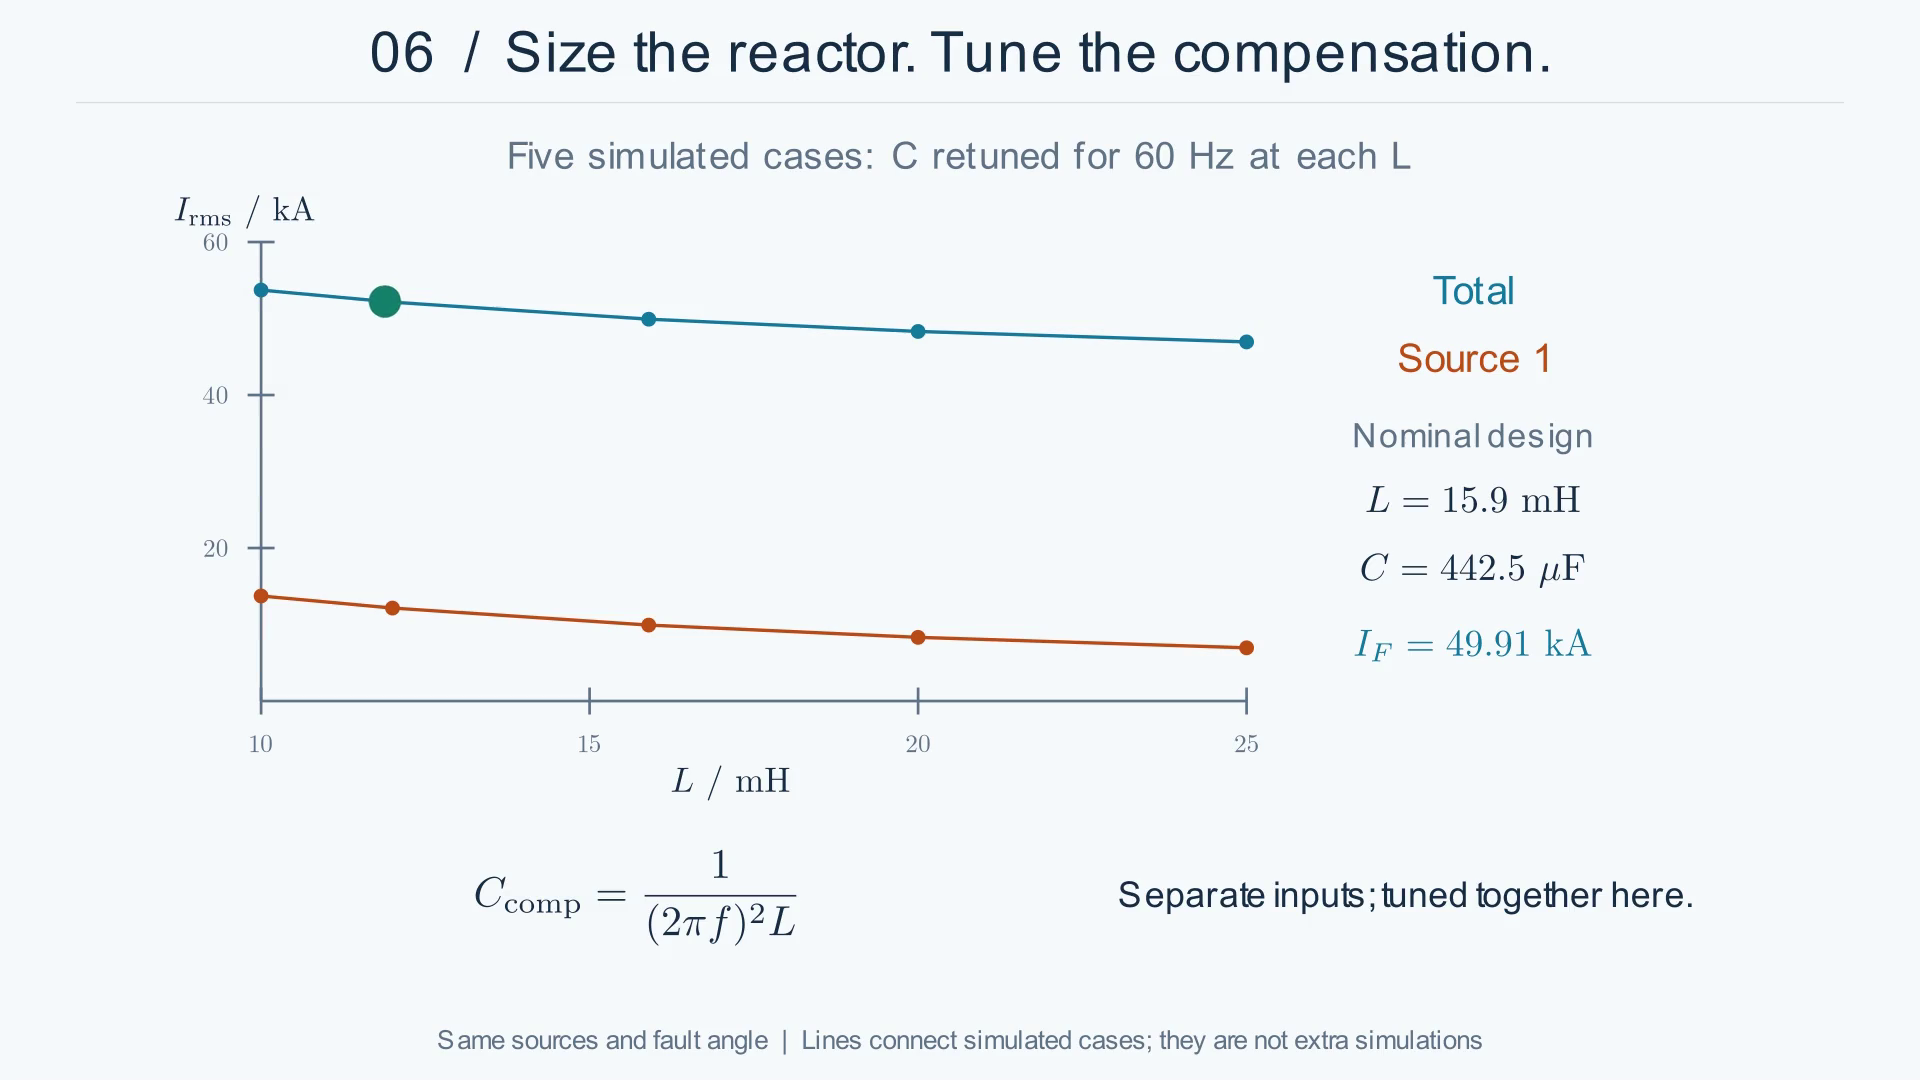 06 / Size the reactor. Tune the compensation.
Five simulated cases: C retuned for 60 Hz at each L
I_rms / kA
60
40
20
10 15 20 25
L / mH
Total
Source 1
Nominal design
L = 15.9 mH
C = 442.5 μF
I_F = 49.91 kA
C_comp = 1 / ((2πf)²L)
Separate inputs; tuned together here.
Same sources and fault angle | Lines connect simulated cases; they are not extra simulations